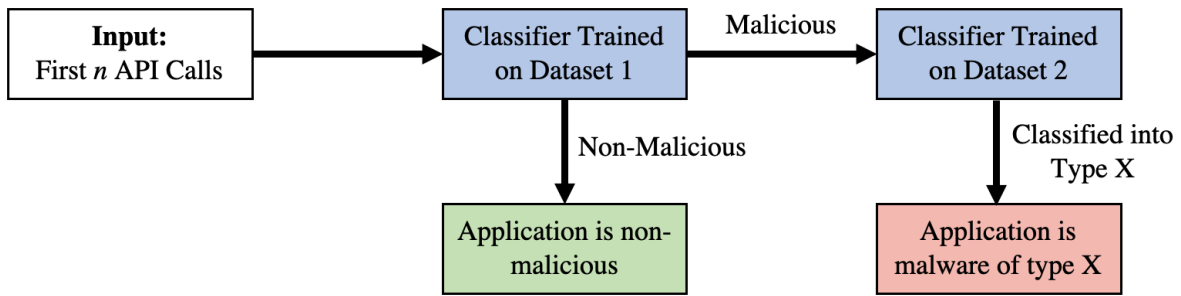 Input:
First n API Calls
Classifier Trained
on Dataset 1
Malicious
Classifier Trained
on Dataset 2
Non-Malicious
Classified into
Type X
Application is non-
malicious
Application is
malware of type X